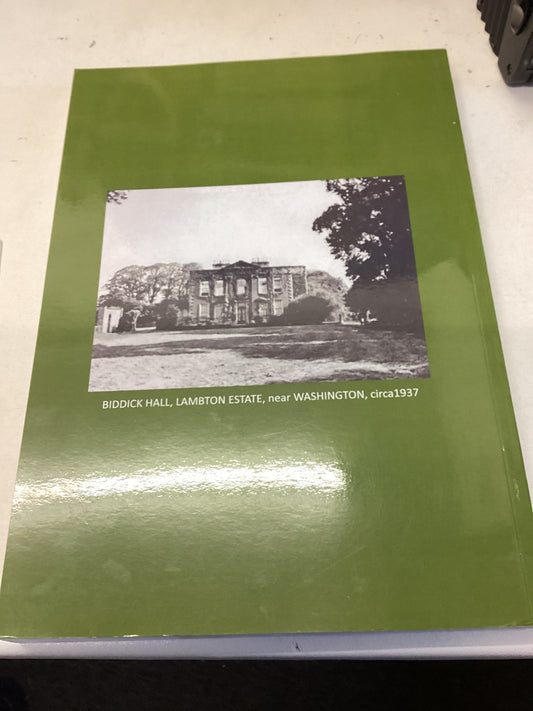 BIDDICK HALL, LAMBTON ESTATE, near WASHINGTON, circa1937